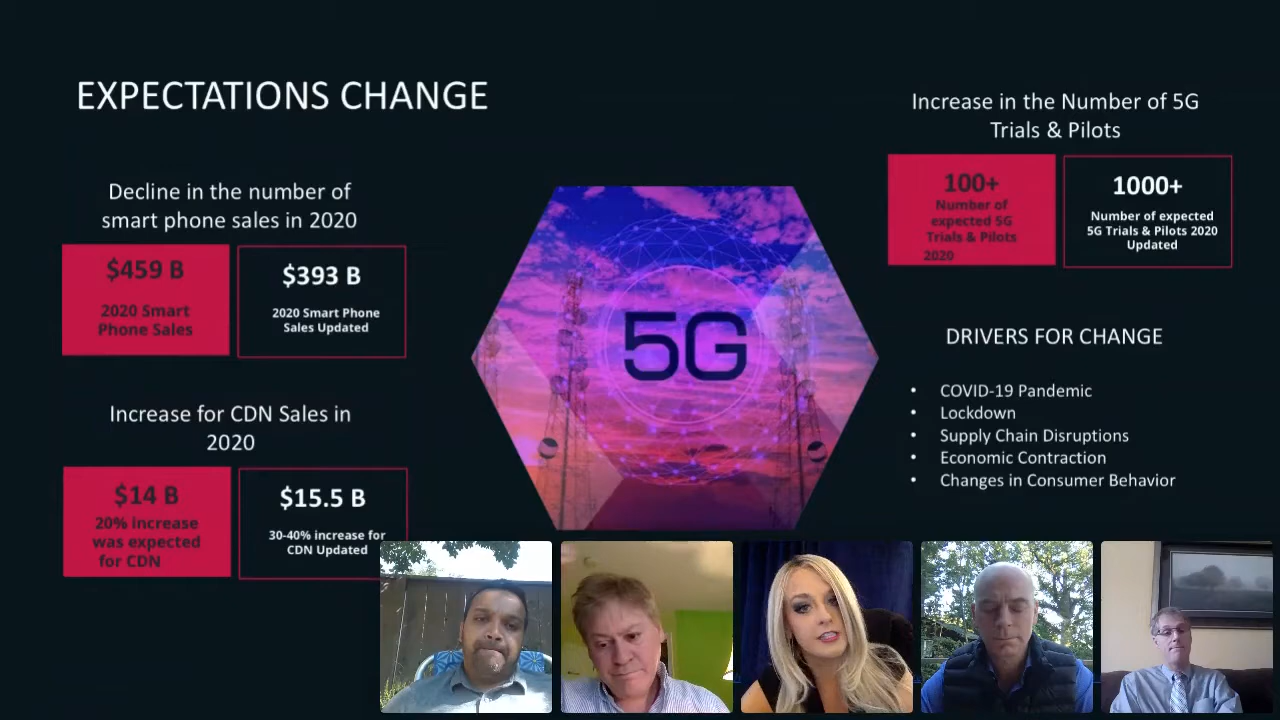 EXPECTATIONS CHANGE
Decline in the number of
smart phone sales in 2020
$459 B
2020 Smart
Phone Sales
$393 B
2020 Smart Phone
Sales Updated
Increase for CDN Sales in
2020
$14 B
20% increase
was expected
for CDN
$15.5 B
30-40% increase for
CDN Updated
5G
Increase in the Number of 5G
Trials & Pilots
100+
Number of
expected 5G
Trials & Pilots
2020
1000+
Number of expected
5G Trials & Pilots 2020
Updated
DRIVERS FOR CHANGE
• COVID-19 Pandemic
• Lockdown
• Supply Chain Disruptions
• Economic Contraction
• Changes in Consumer Behavior